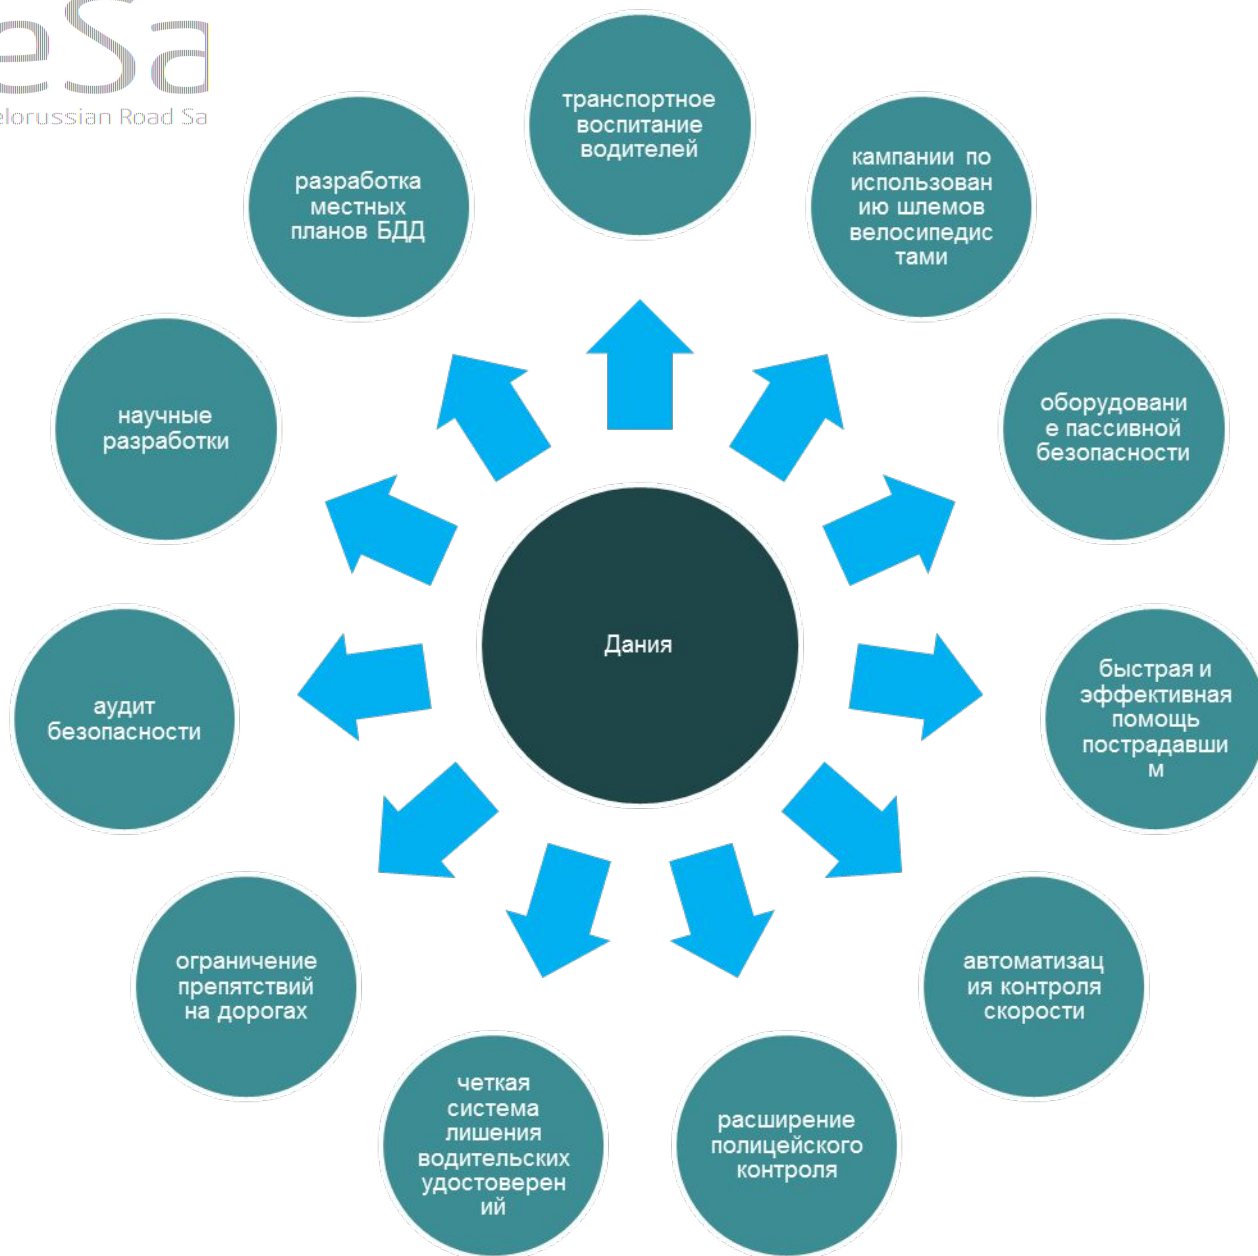 eSa
elorussian Road Sa
транспортное
воспитание
водителей
кампании по
использован
ию шлемов
велосипедис
тами
оборудовани
е пассивной
безопасности
быстрая и
эффективная
помощь
пострадавши
м
автоматизац
ия контроля
скорости
расширение
полицейского
контроля
четкая
система
лишения
водительских
удостоверен
ий
ограничение
препятствий
на дорогах
аудит
безопасности
научные
разработки
разработка
местных
планов БДД
Дания